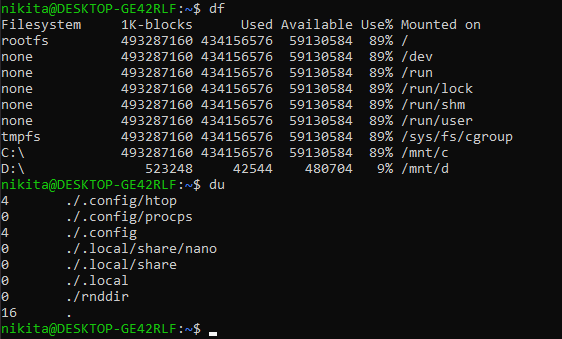 nikita@DESKTOP-GE42RLF:~$ df
Filesystem     1K-blocks      Used Available Use% Mounted on
rootfs         493287160 434156576  59130584  89% /
none           493287160 434156576  59130584  89% /dev
none           493287160 434156576  59130584  89% /run
none           493287160 434156576  59130584  89% /run/lock
none           493287160 434156576  59130584  89% /run/shm
none           493287160 434156576  59130584  89% /run/user
tmpfs          493287160 434156576  59130584  89% /sys/fs/cgroup
C:\            493287160 434156576  59130584  89% /mnt/c
D:\               523248     42544    480704   9% /mnt/d
nikita@DESKTOP-GE42RLF:~$ du
4       ./.config/htop
0       ./.config/procps
4       ./.config
0       ./.local/share/nano
0       ./.local/share
0       ./.local
0       ./rnddir
16      .
nikita@DESKTOP-GE42RLF:~$